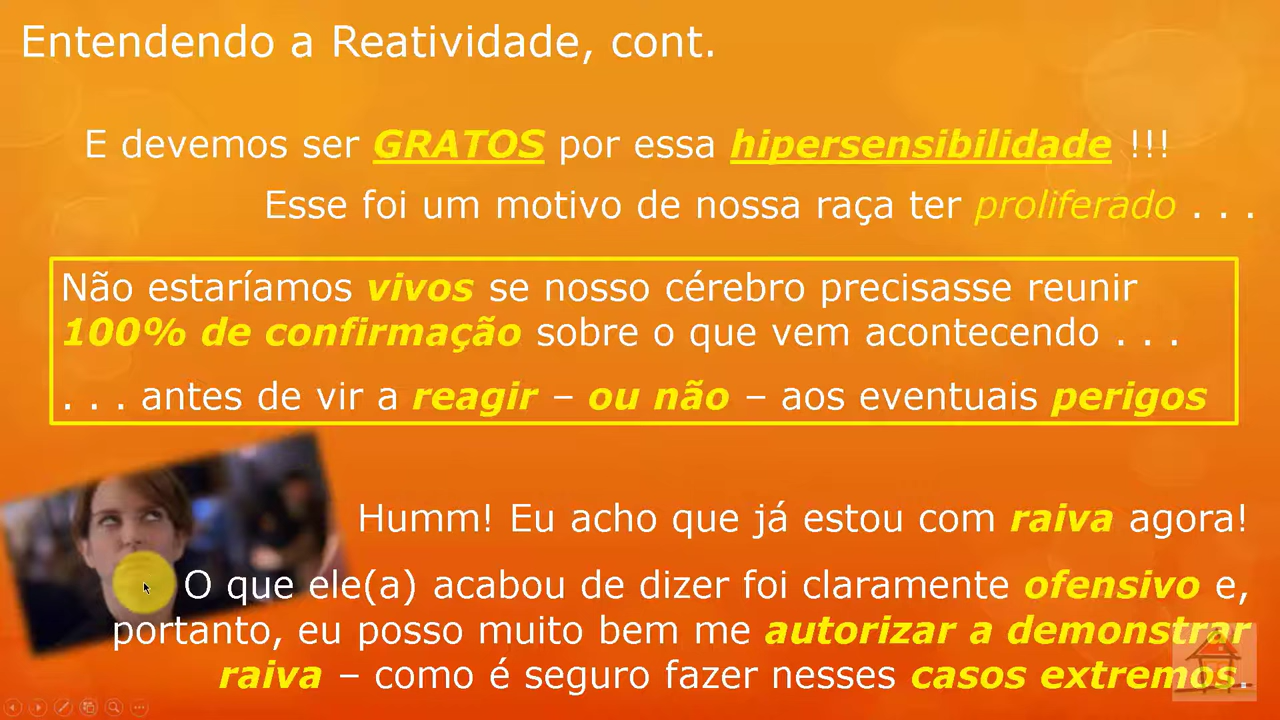 Entendendo a Reatividade, cont.
E devemos ser GRATOS por essa hipersensibilidade !!!
Esse foi um motivo de nossa raça ter proliferado . . .
Não estaríamos vivos se nosso cérebro precisasse reunir
100% de confirmação sobre o que vem acontecendo . . .
. . . antes de vir a reagir – ou não – aos eventuais perigos
Humm! Eu acho que já estou com raiva agora!
O que ele(a) acabou de dizer foi claramente ofensivo e,
portanto, eu posso muito bem me autorizar a demonstrar
raiva – como é seguro fazer nesses casos extremos.